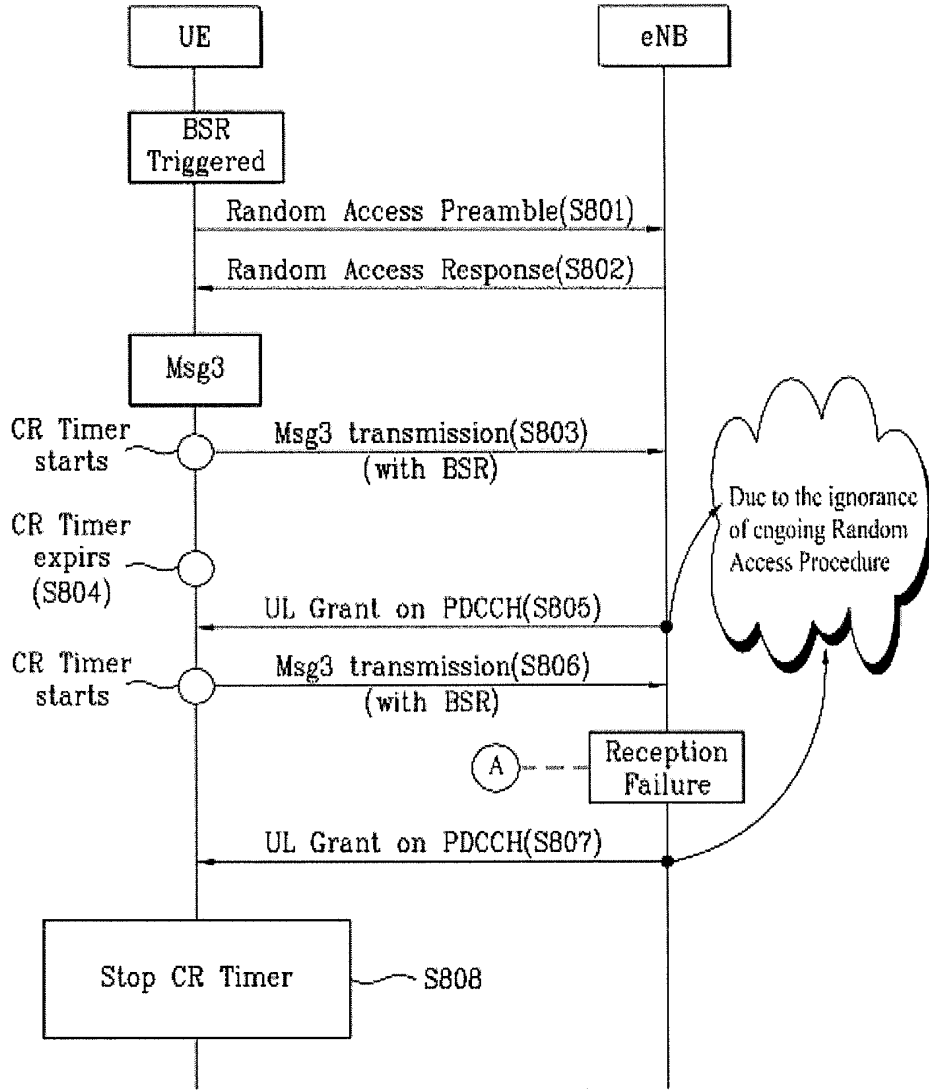 UE
eNB
BSR
Triggered
Random Access Preamble(S801)
Random Access Response(S802)
Msg3
CR Timer
starts
Msg3 transmission(S803)
(with BSR)
Due to the ignorance
of cngoing Random
Access Procedure
CR Timer
expirs
(S804)
UL Grant on PDCCH(S805)
CR Timer
starts
Msg3 transmission(S806)
(with BSR)
A
Reception
Failure
UL Grant on PDCCH(S807)
Stop CR Timer
S808